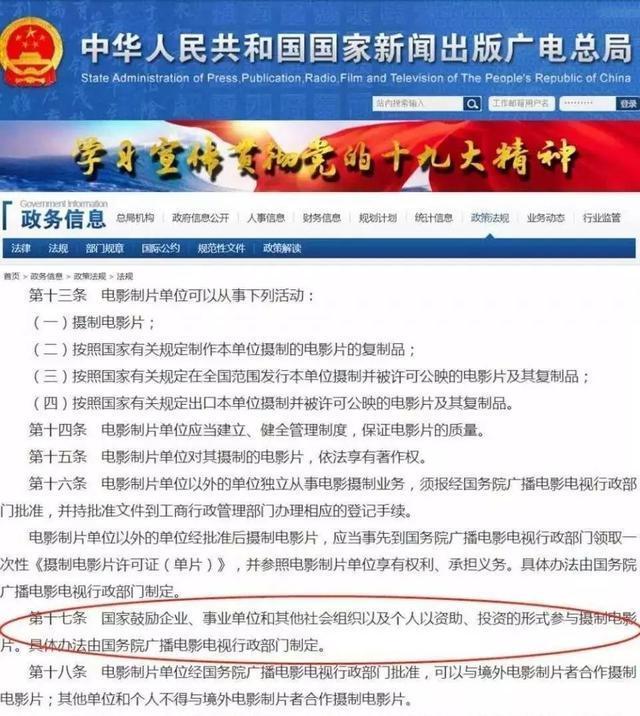 中华人民共和国国家新闻出版广电总局
State Administration of Press,Publication,Radio,Film and Television of The People's Republic of China
站内搜索输入 工作邮箱用户名 ········· 登录
学习宣传贯彻党的十九大精神
Government Information
政务信息 总局机构 政府信息公开 人事信息 财务信息 规划计划 统计信息 政策法规 业务动态 行业监管
法律 法规 部门规章 国际公约 规范性文件 政策解读
首页 > 政务信息 > 政策法规 > 法规
第十三条 电影制片单位可以从事下列活动：
（一）摄制电影片；
（二）按照国家有关规定制作本单位摄制的电影片的复制品；
（三）按照国家有关规定在全国范围发行本单位摄制并被许可公映的电影片及其复制品；
（四）按照国家有关规定出口本单位摄制并被许可公映的电影片及其复制品。
第十四条 电影制片单位应当建立、健全管理制度，保证电影片的质量。
第十五条 电影制片单位对其摄制的电影片，依法享有著作权。
第十六条 电影制片单位以外的单位独立从事电影摄制业务，须报经国务院广播电影电视行政部
门批准，并持批准文件到工商行政管理部门办理相应的登记手续。
电影制片单位以外的单位经批准后摄制电影片，应当事先到国务院广播电影电视行政部门领取一
次性《摄制电影片许可证（单片）》，并参照电影制片单位享有权利、承担义务。具体办法由国务院
广播电影电视行政部门制定。
第十七条 国家鼓励企业、事业单位和其他社会组织以及个人以资助、投资的形式参与摄制电影
片。具体办法由国务院广播电影电视行政部门制定。
第十八条 电影制片单位经国务院广播电影电视行政部门批准，可以与境外电影制片者合作摄制
电影片；其他单位和个人不得与境外电影制片者合作摄制电影片。